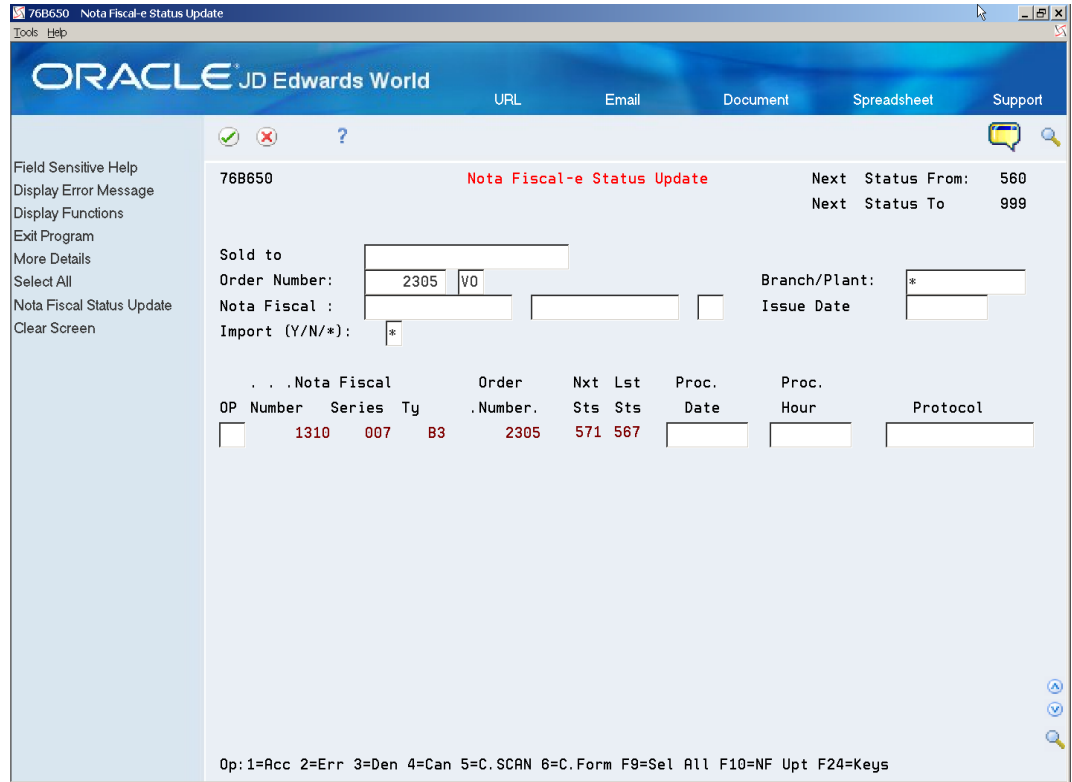 76B650 Nota Fiscal-e Status Update
Tools Help
ORACLE JD Edwards World
URL Email Document Spreadsheet Support
?
Field Sensitive Help
Display Error Message
Display Functions
Exit Program
More Details
Select All
Nota Fiscal Status Update
Clear Screen
76B650 Nota Fiscal-e Status Update Next Status From: 560
Next Status To 999
Sold to
Order Number: 2305 VO Branch/Plant: *
Nota Fiscal : Issue Date
Import (Y/N/*): *
. . .Nota Fiscal Order Nxt Lst Proc. Proc.
OP Number Series Ty .Number. Sts Sts Date Hour Protocol
1310 007 B3 2305 571 567
Op:1=Acc 2=Err 3=Den 4=Can 5=C.SCAN 6=C.Form F9=Sel All F10=NF Upt F24=Keys